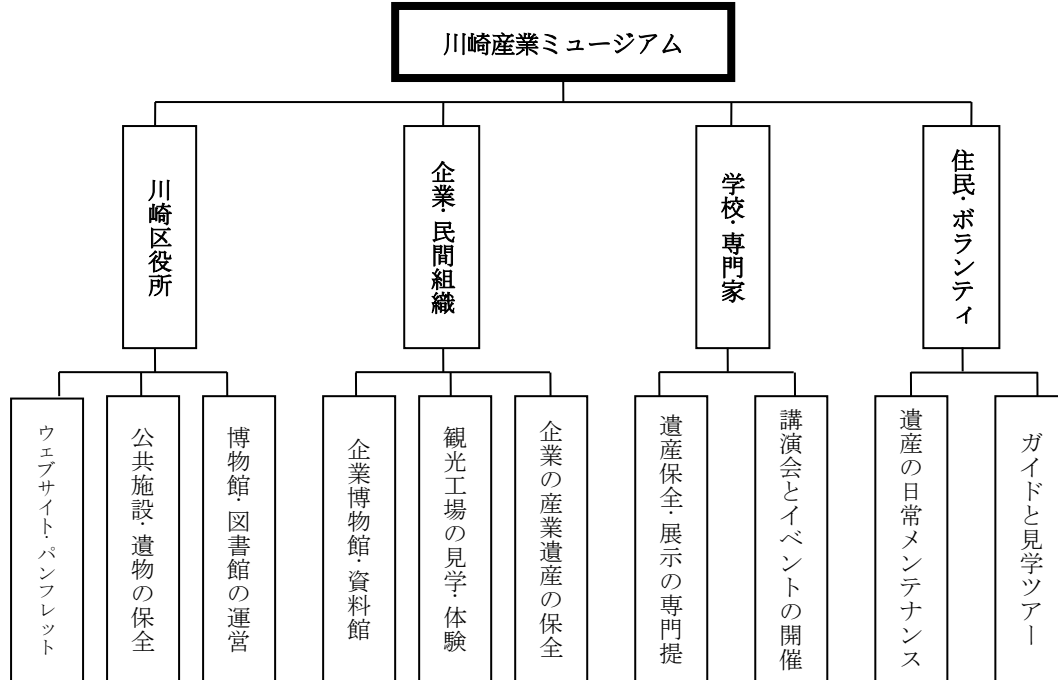 川崎産業ミュージアム
川崎区役所
企業・民間組織
学校・専門家
住民・ボランティ
ウェブサイト・パンフレット
公共施設・遺物の保全
博物館・図書館の運営
企業博物館・資料館
観光工場の見学・体験
企業の産業遺産の保全
遺産保全・展示の専門提
講演会とイベントの開催
遺産の日常メンテナンス
ガイドと見学ツアー